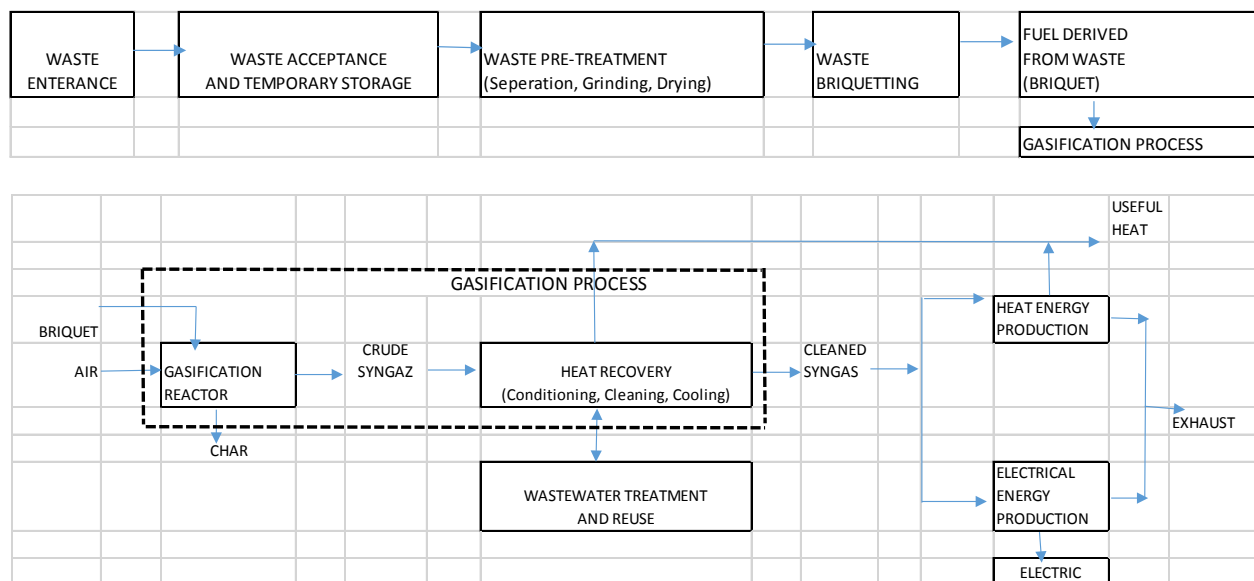 WASTE
ENTERANCE
WASTE ACCEPTANCE
AND TEMPORARY STORAGE
WASTE PRE-TREATMENT
(Seperation, Grinding, Drying)
WASTE
BRIQUETTING
FUEL DERIVED
FROM WASTE
(BRIQUET)
GASIFICATION PROCESS
USEFUL
HEAT
GASIFICATION PROCESS
BRIQUET
AIR
GASIFICATION
REACTOR
CHAR
CRUDE
SYNGAZ
HEAT RECOVERY
(Conditioning, Cleaning, Cooling)
WASTEWATER TREATMENT
AND REUSE
CLEANED
SYNGAS
HEAT ENERGY
PRODUCTION
EXHAUST
ELECTRICAL
ENERGY
PRODUCTION
ELECTRIC